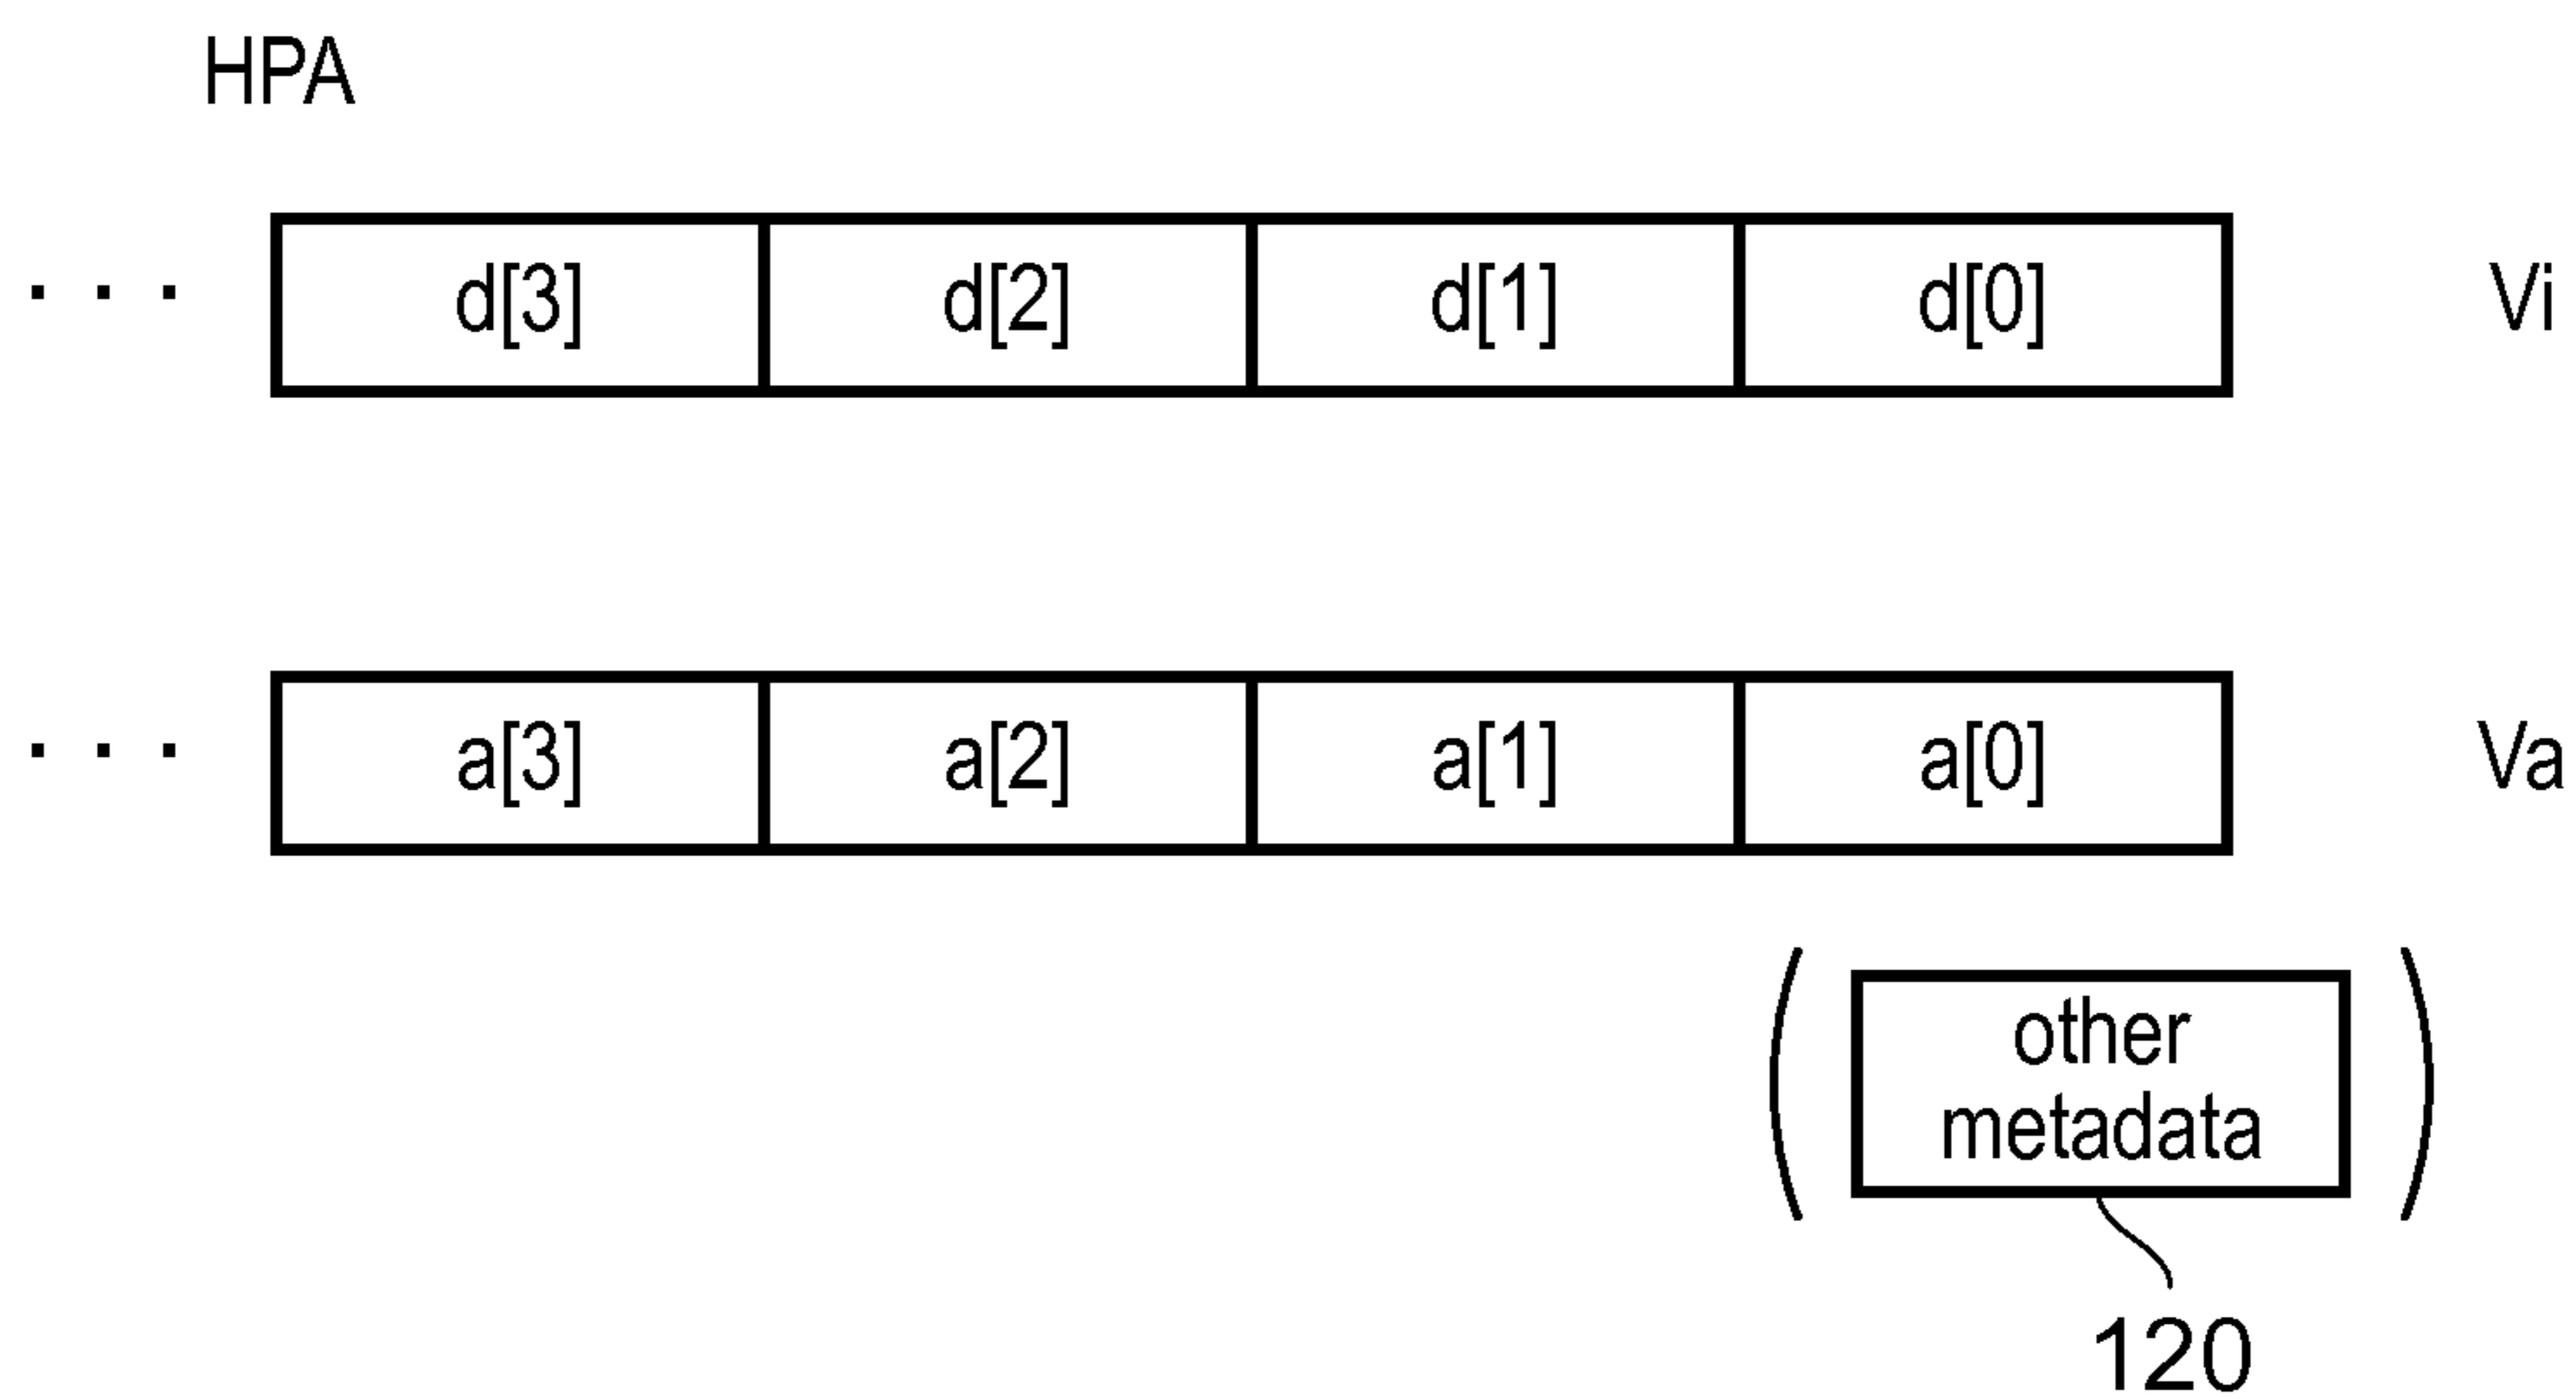 HPA
... d[3] d[2] d[1] d[0] Vi
... a[3] a[2] a[1] a[0] Va
( other
metadata )
120